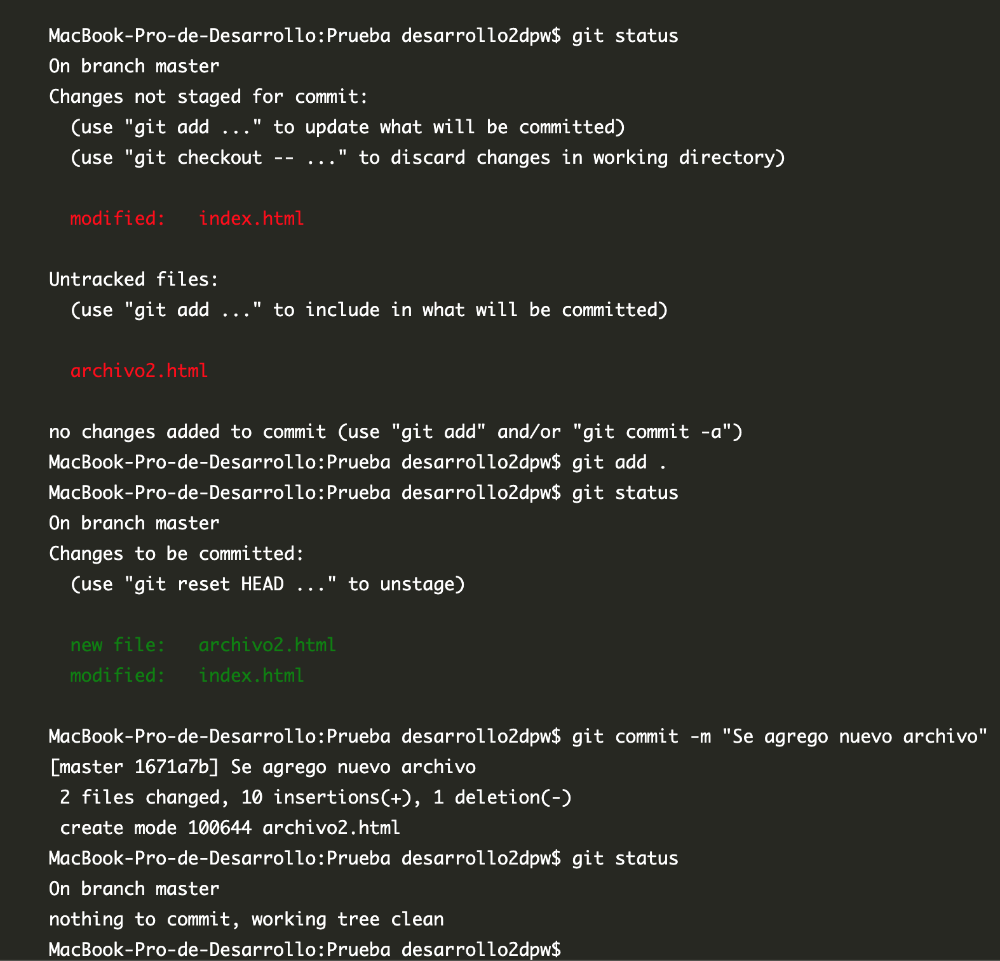 MacBook-Pro-de-Desarrollo:Prueba desarrollo2dpw$ git status
On branch master
Changes not staged for commit:
  (use "git add ..." to update what will be committed)
  (use "git checkout -- ..." to discard changes in working directory)

  modified:   index.html

Untracked files:
  (use "git add ..." to include in what will be committed)

  archivo2.html

no changes added to commit (use "git add" and/or "git commit -a")
MacBook-Pro-de-Desarrollo:Prueba desarrollo2dpw$ git add .
MacBook-Pro-de-Desarrollo:Prueba desarrollo2dpw$ git status
On branch master
Changes to be committed:
  (use "git reset HEAD ..." to unstage)

  new file:   archivo2.html
  modified:   index.html

MacBook-Pro-de-Desarrollo:Prueba desarrollo2dpw$ git commit -m "Se agrego nuevo archivo"
[master 1671a7b] Se agrego nuevo archivo
 2 files changed, 10 insertions(+), 1 deletion(-)
 create mode 100644 archivo2.html
MacBook-Pro-de-Desarrollo:Prueba desarrollo2dpw$ git status
On branch master
nothing to commit, working tree clean
MacBook-Pro-de-Desarrollo:Prueba desarrollo2dpw$